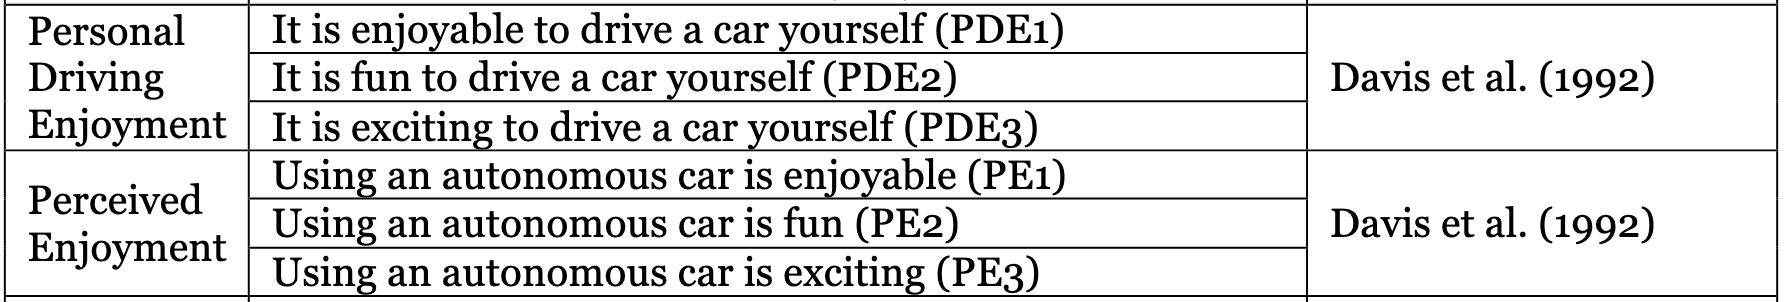 Personal
Driving
Enjoyment
It is enjoyable to drive a car yourself (PDE1)
It is fun to drive a car yourself (PDE2)
It is exciting to drive a car yourself (PDE3)
Davis et al. (1992)
Perceived
Enjoyment
Using an autonomous car is enjoyable (PE1)
Using an autonomous car is fun (PE2)
Using an autonomous car is exciting (PE3)
Davis et al. (1992)